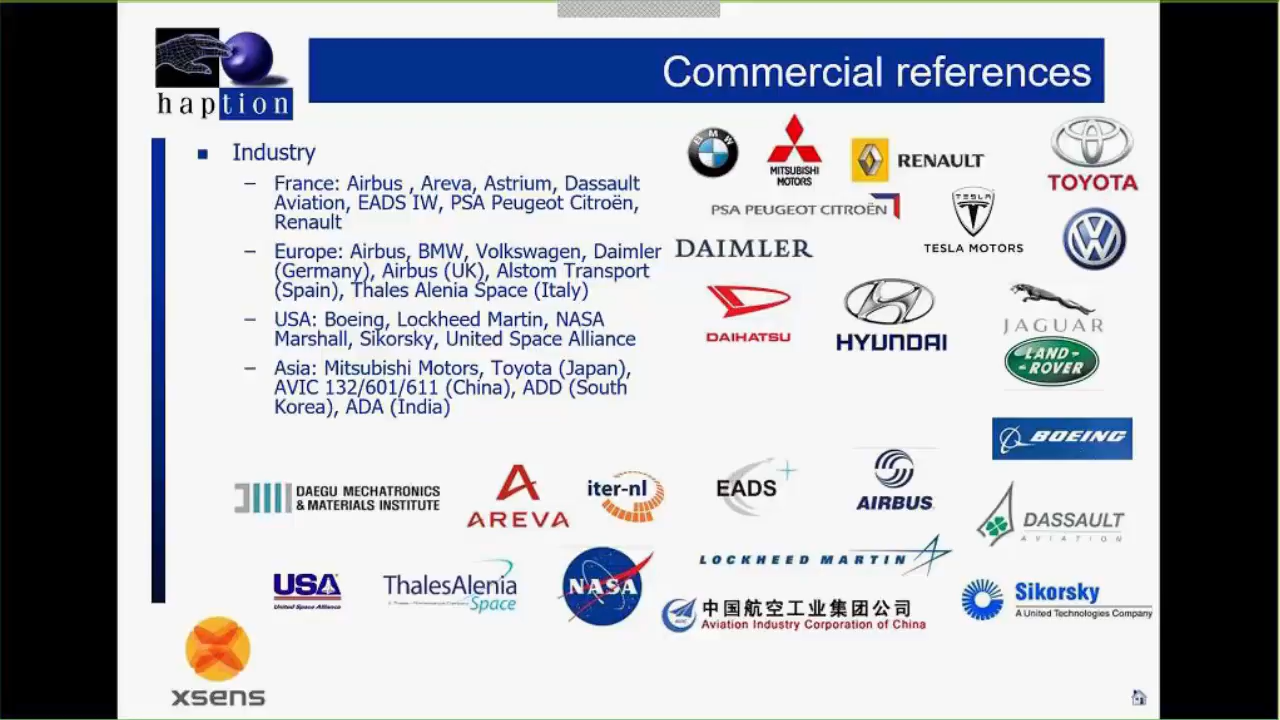 haption
Commercial references
Industry
– France: Airbus , Areva, Astrium, Dassault
Aviation, EADS IW, PSA Peugeot Citroën,
Renault
– Europe: Airbus, BMW, Volkswagen, Daimler
(Germany), Airbus (UK), Alstom Transport
(Spain), Thales Alenia Space (Italy)
– USA: Boeing, Lockheed Martin, NASA
Marshall, Sikorsky, United Space Alliance
– Asia: Mitsubishi Motors, Toyota (Japan),
AVIC 132/601/611 (China), ADD (South
Korea), ADA (India)
BMW
MITSUBISHI
MOTORS
RENAULT
TOYOTA
PSA PEUGEOT CITROËN
TESLA
TESLA MOTORS
DAIMLER
DAIHATSU
HYUNDAI
JAGUAR
LAND-
ROVER
BOEING
DAEGU MECHATRONICS
& MATERIALS INSTITUTE
AREVA
iter-nl
EADS
AIRBUS
DASSAULT
AVIATION
LOCKHEED MARTIN
USA
United Space Alliance
ThalesAlenia
Space
NASA
中国航空工业集团公司
Aviation Industry Corporation of China
Sikorsky
A United Technologies Company
xsens